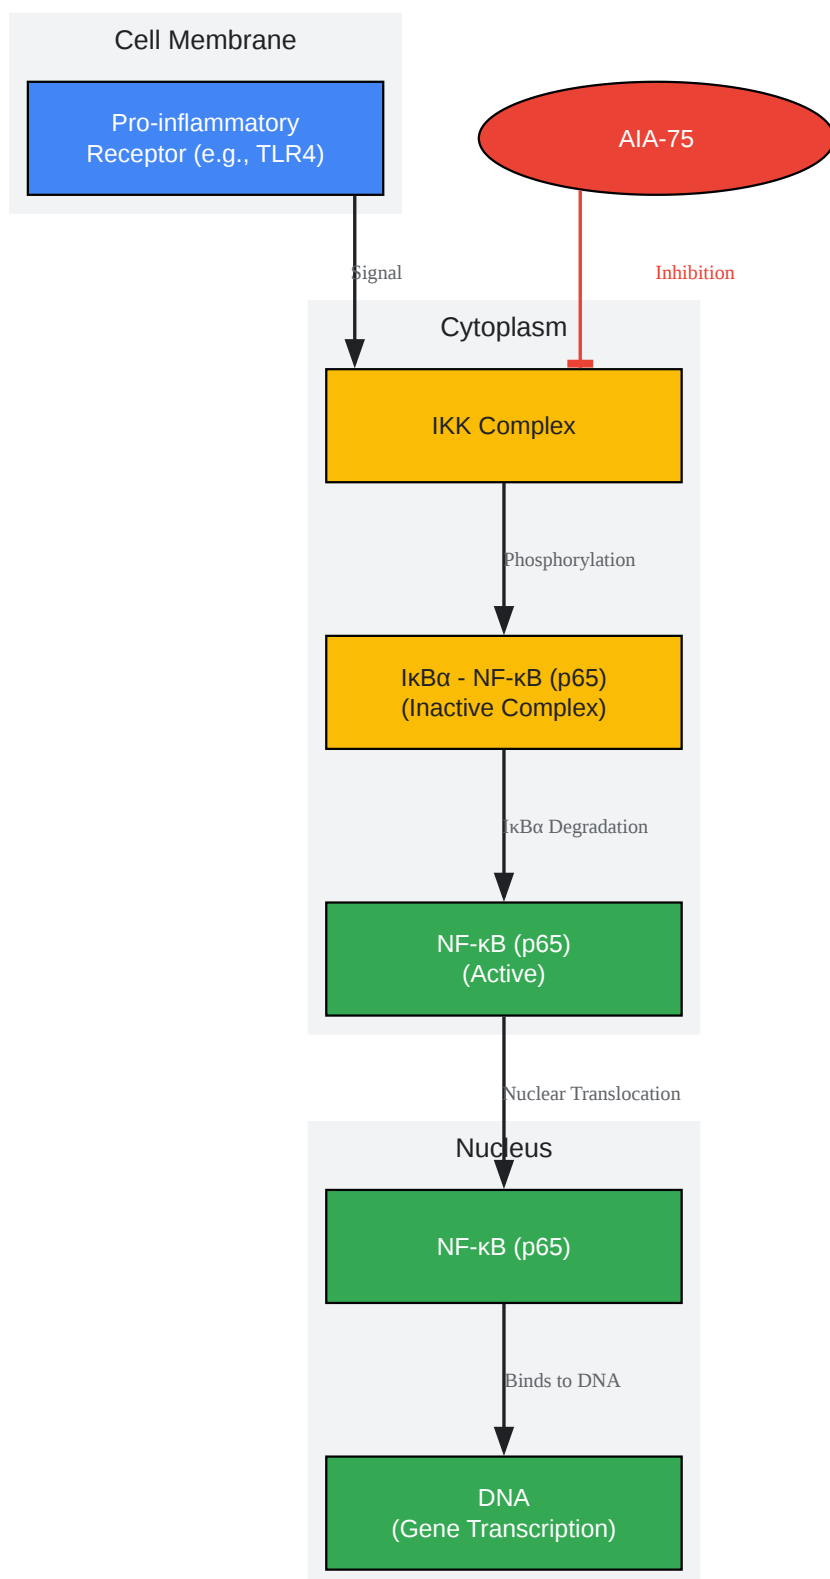 Cell Membrane
Pro-inflammatory
Receptor (e.g., TLR4)
AIA-75
Signal
Inhibition
Cytoplasm
IKK Complex
Phosphorylation
IκBα - NF-κB (p65)
(Inactive Complex)
IκBα Degradation
NF-κB (p65)
(Active)
Nuclear Translocation
Nucleus
NF-κB (p65)
Binds to DNA
DNA
(Gene Transcription)